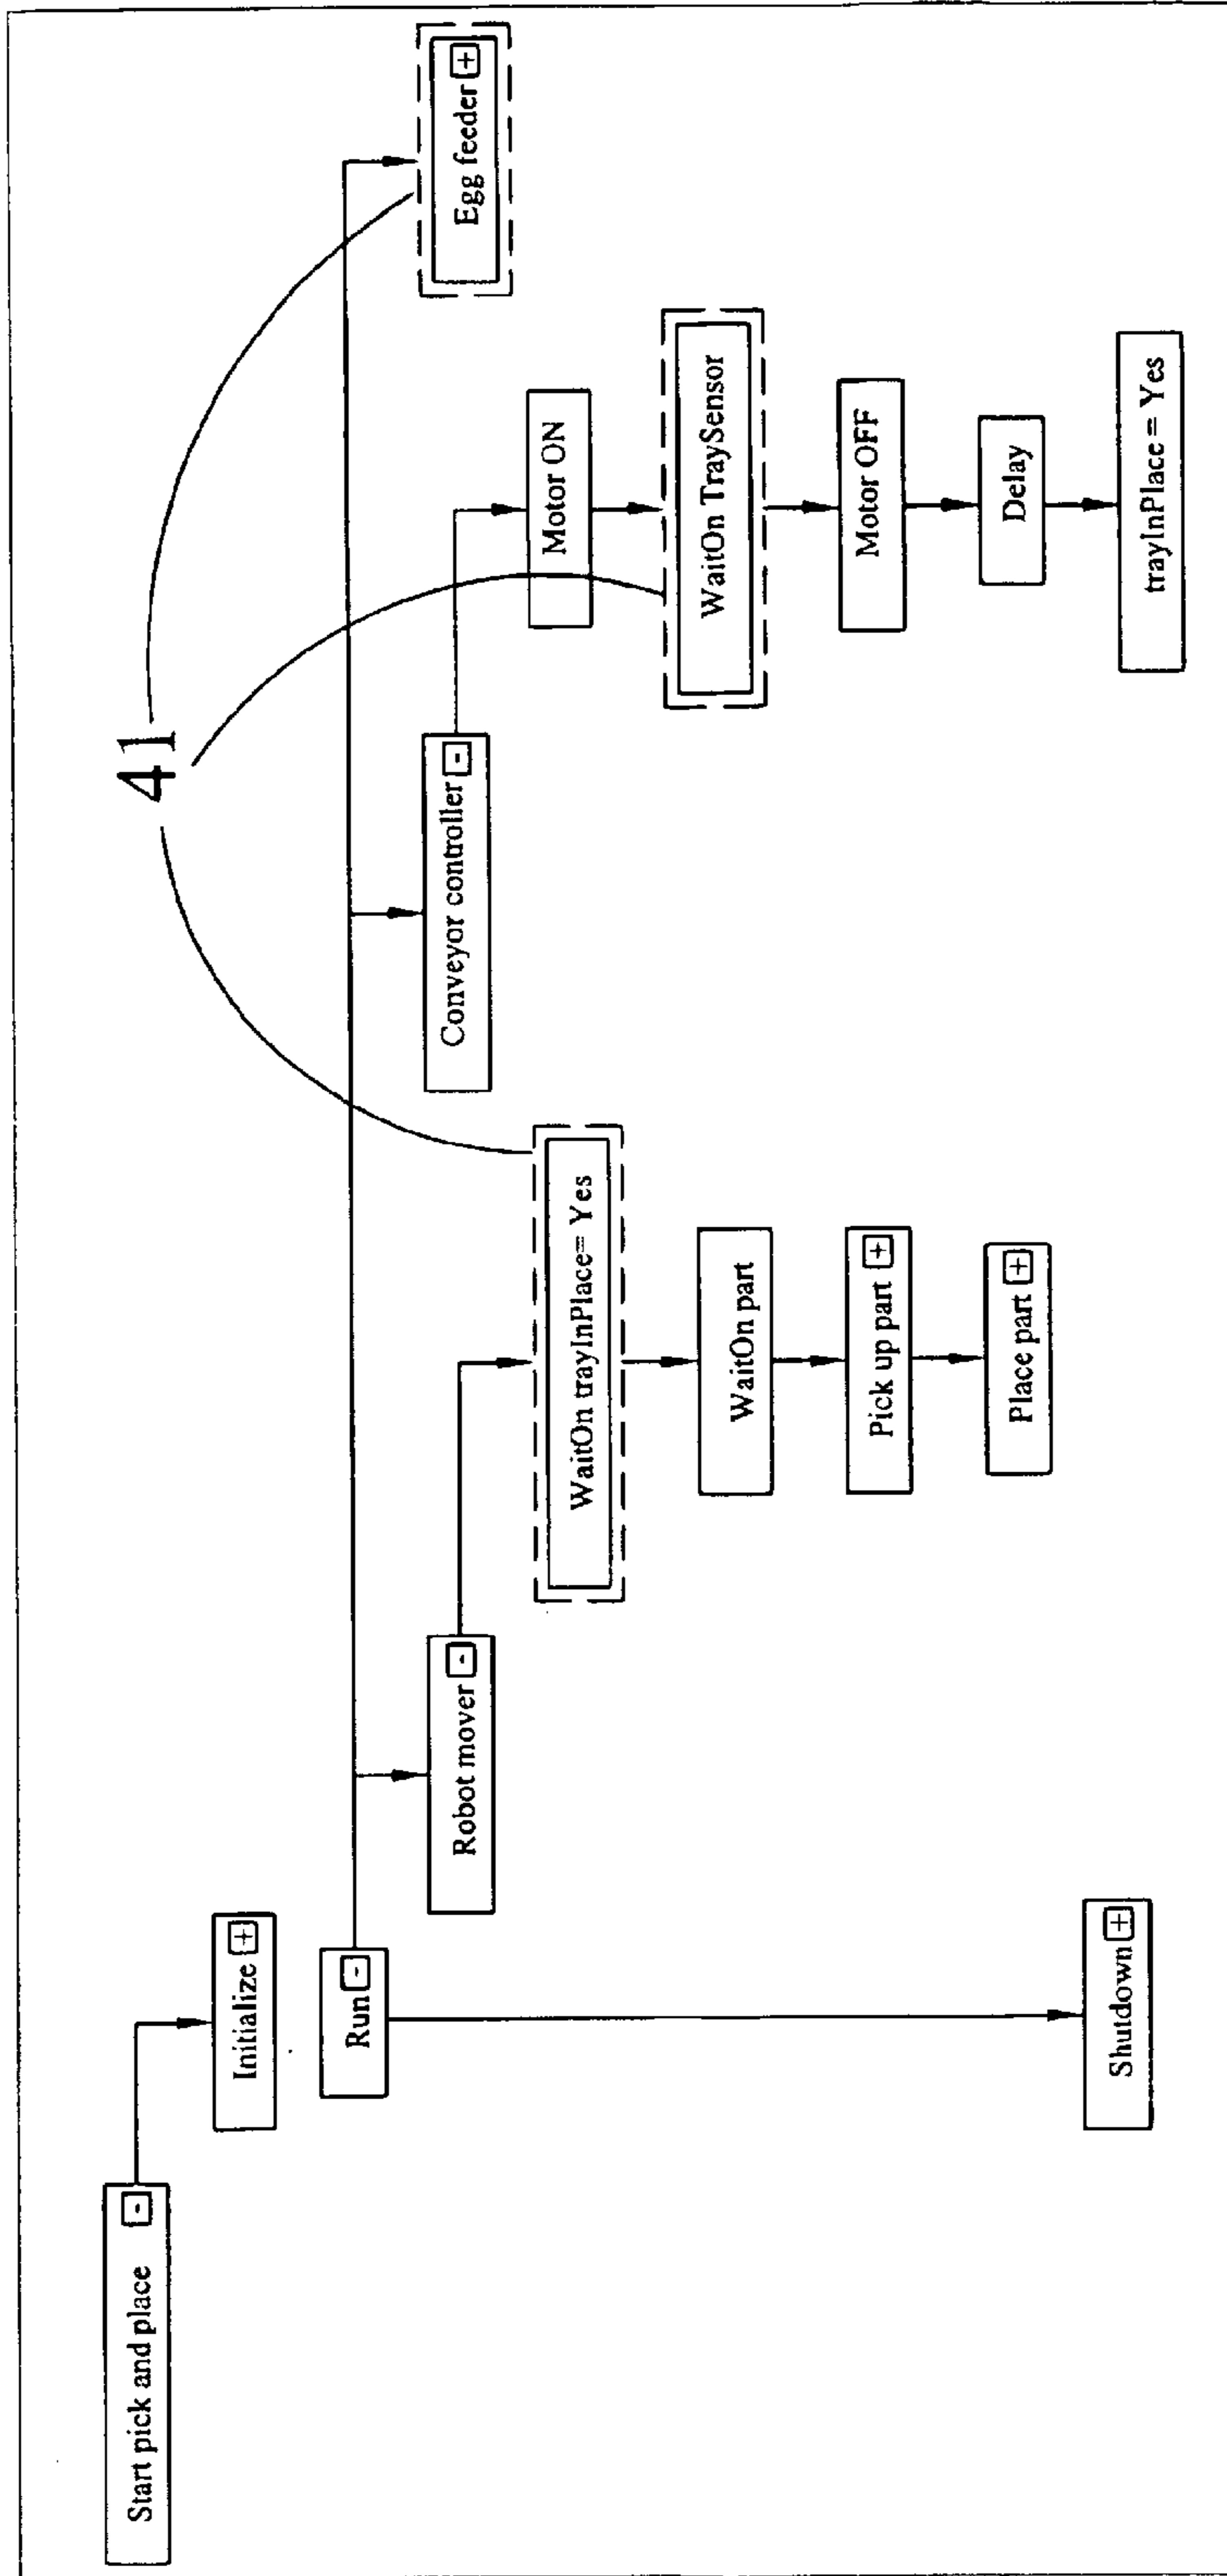 Start pick and place -
Initialize +
Run -
Shutdown +
Robot mover -
WaitOn trayInPlace= Yes
WaitOn part
Pick up part +
Place part +
41
Conveyor controller -
Motor ON
WaitOn TraySensor
Motor OFF
Delay
trayInPlace = Yes
Egg feeder +